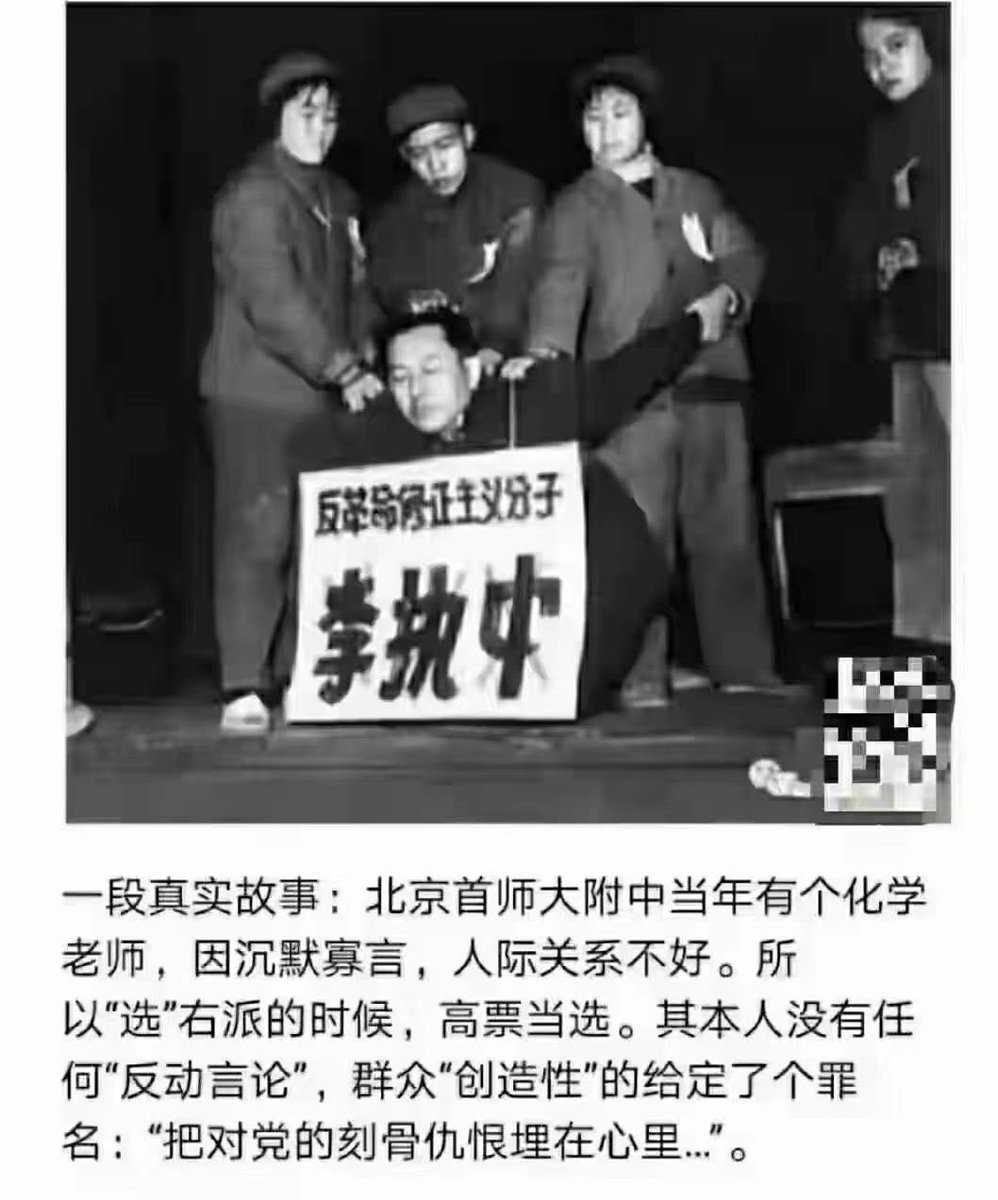 反革命修正主义分子
李执中
一段真实故事：北京首师大附中当年有个化学
老师，因沉默寡言，人际关系不好。所
以“选”右派的时候，高票当选。其本人没有任
何“反动言论”，群众“创造性”的给定了个罪
名：“把对党的刻骨仇恨埋在心里...”。